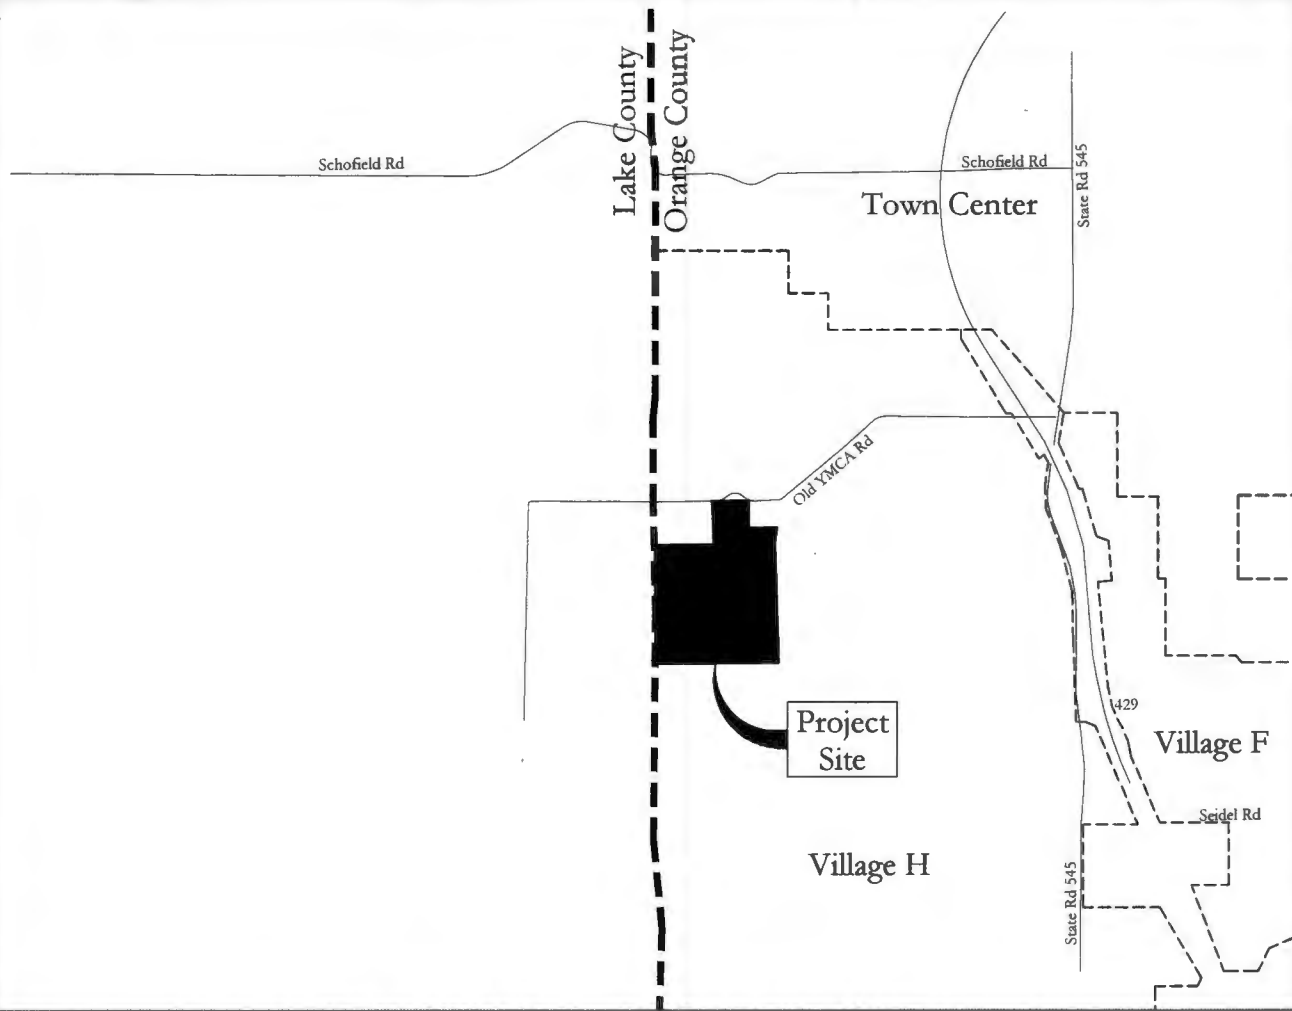 Lake County
Orange County
Schofield Rd
Schofield Rd
State Rd 545
Town Center
Old YMCA Rd
429
Project
Site
Village F
Seidel Rd
Village H
State Rd 545